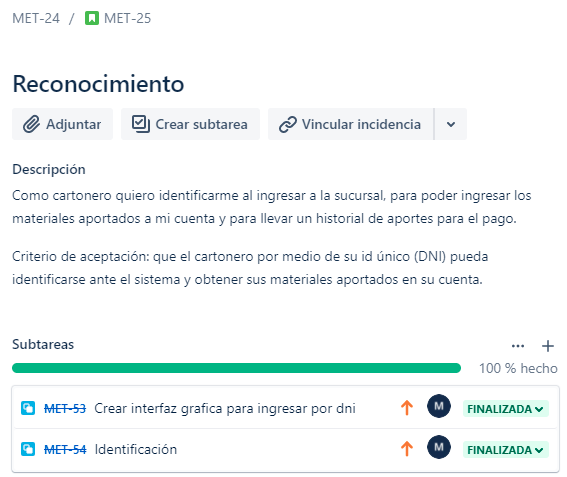 MET-24 / MET-25
Reconocimiento
Adjuntar Crear subtarea Vincular incidencia
Descripción
Como cartonero quiero identificarme al ingresar a la sucursal, para poder ingresar los
materiales aportados a mi cuenta y para llevar un historial de aportes para el pago.
Criterio de aceptación: que el cartonero por medio de su id único (DNI) pueda
identificarse ante el sistema y obtener sus materiales aportados en su cuenta.
Subtareas
100 % hecho
MET-53 Crear interfaz grafica para ingresar por dni M FINALIZADA
MET-54 Identificación M FINALIZADA